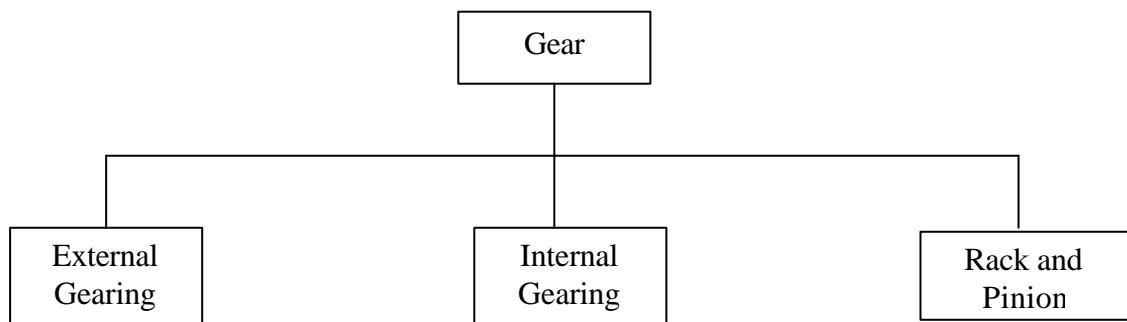 Gear
External
Gearing
Internal
Gearing
Rack and
Pinion